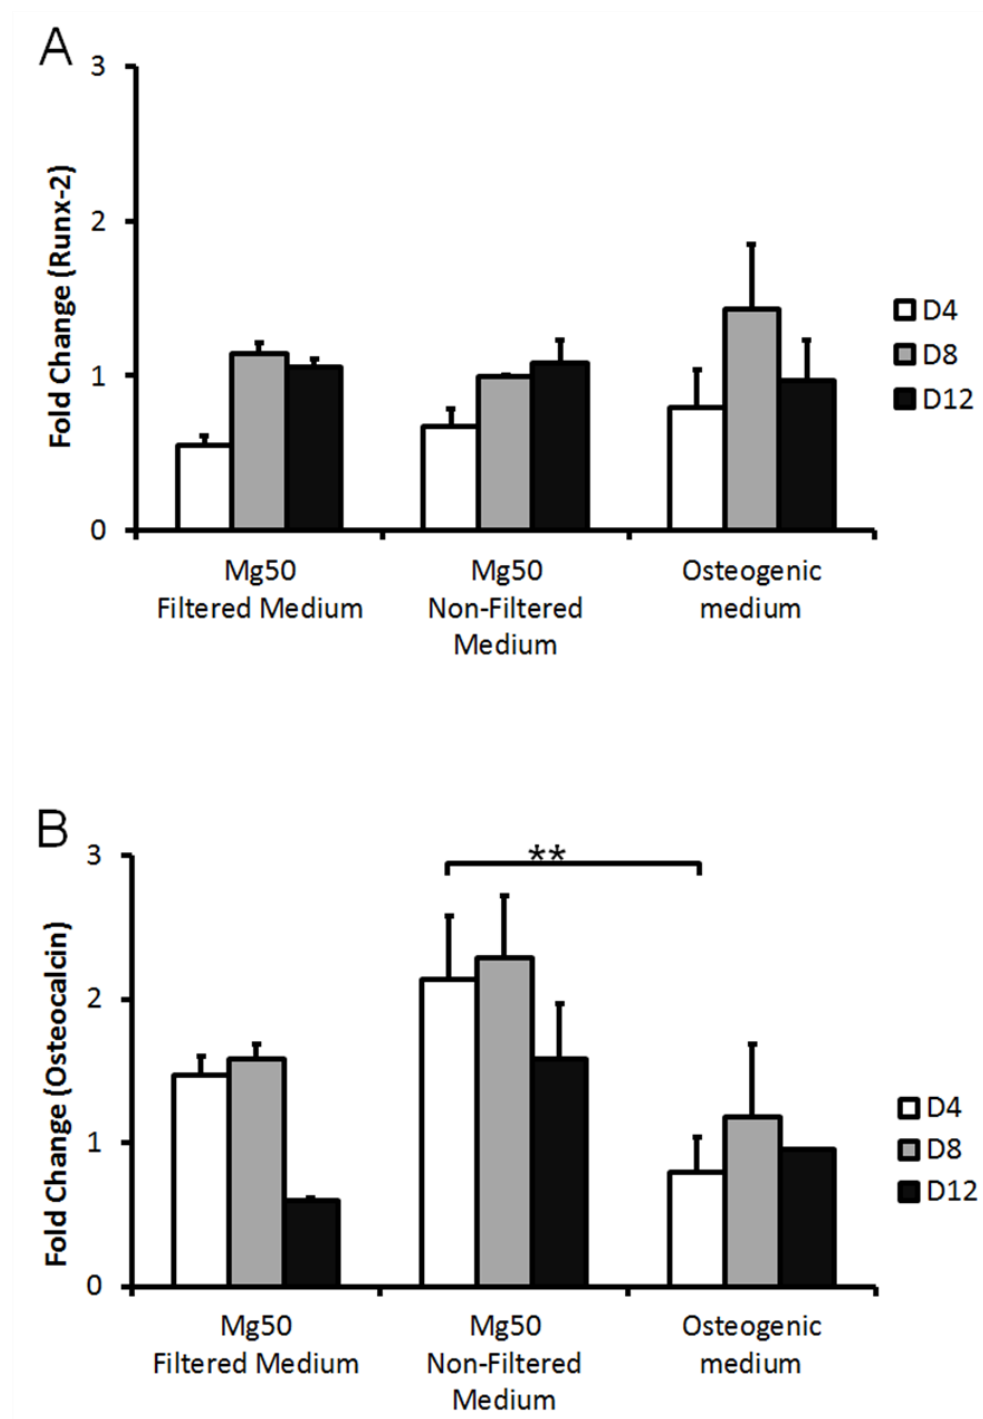 A
3
2
1
0
Fold Change (Runx-2)
D4
D8
D12
Mg50
Filtered Medium
Mg50
Non-Filtered
Medium
Osteogenic
medium
B
3
2
1
0
Fold Change (Osteocalcin)
**
D4
D8
D12
Mg50
Filtered Medium
Mg50
Non-Filtered
Medium
Osteogenic
medium